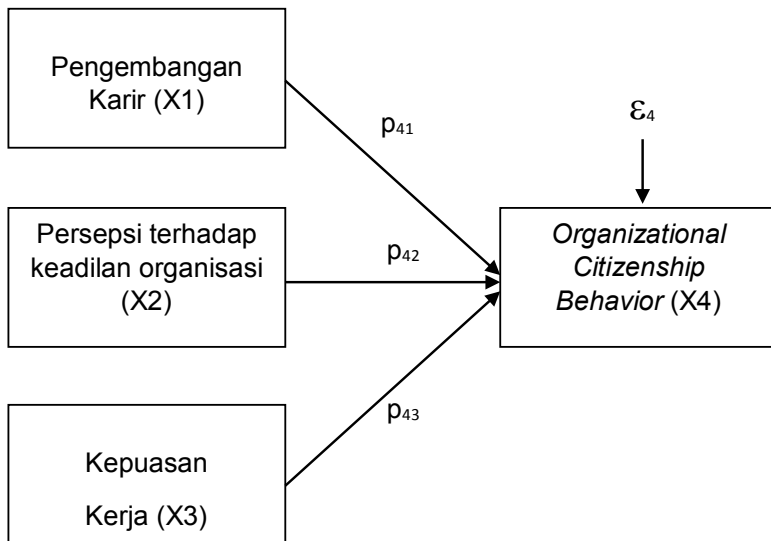 Pengembangan
Karir (X1)
p₄₁
ε₄
Persepsi terhadap
keadilan organisasi
(X2)
p₄₂
Organizational
Citizenship
Behavior (X4)
p₄₃
Kepuasan
Kerja (X3)